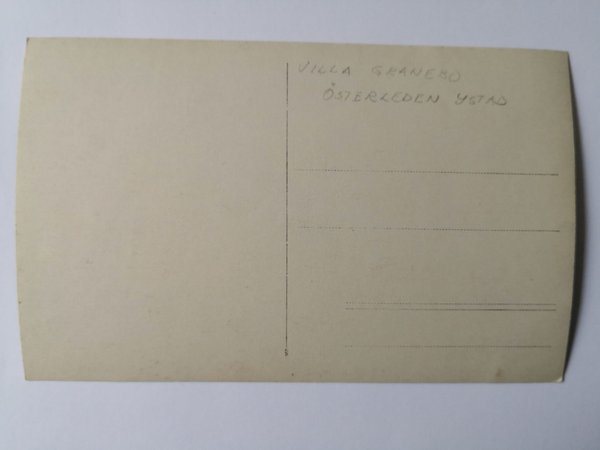 VILLA GRANEBO
ÖSTERLEDEN YSTAD